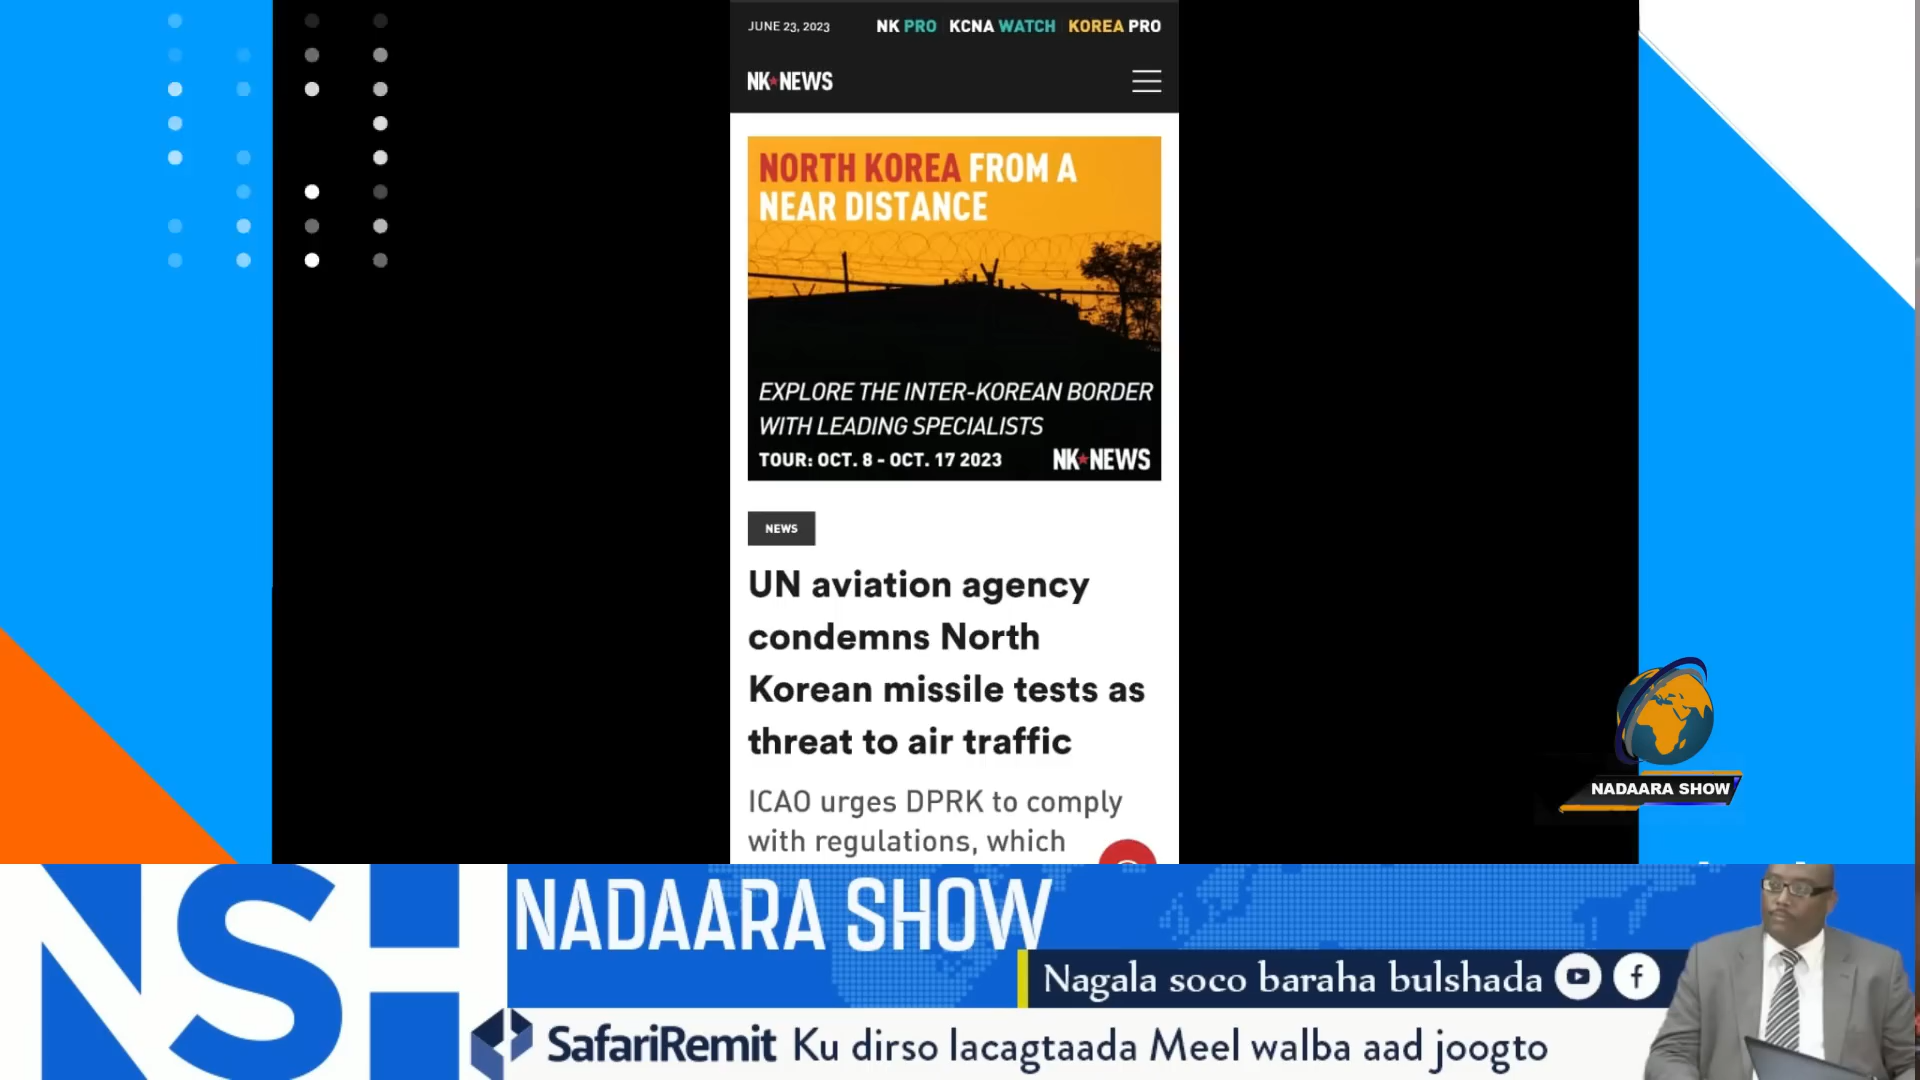 JUNE 23, 2023
NK PRO KCNA WATCH KOREA PRO
NK NEWS
NORTH KOREA FROM A
NEAR DISTANCE
EXPLORE THE INTER-KOREAN BORDER
WITH LEADING SPECIALISTS
TOUR: OCT. 8 - OCT. 17 2023
NK NEWS
NEWS
UN aviation agency
condemns North
Korean missile tests as
threat to air traffic
ICAO urges DPRK to comply
with regulations, which
NADAARA SHOW
NSH
NADAARA SHOW
Nagala soco baraha bulshada
SafariRemit Ku dirso lacagtaada Meel walba aad joogto